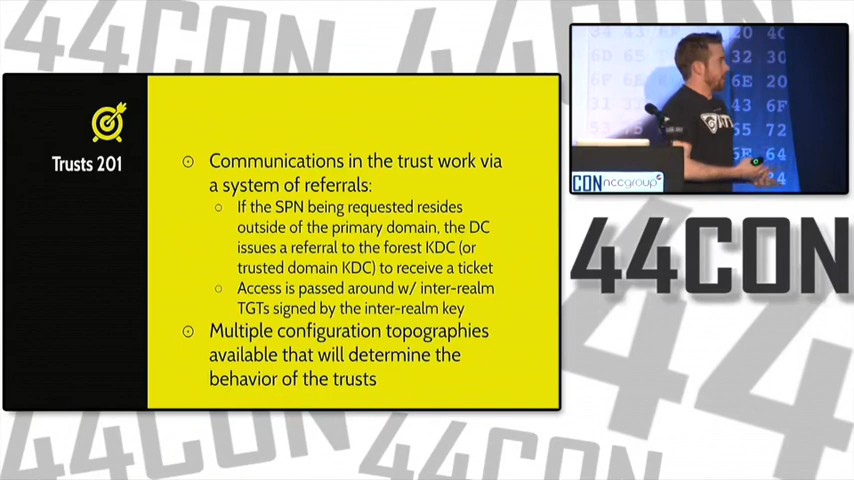 44CON
Trusts 201
Communications in the trust work via
a system of referrals:
If the SPN being requested resides
outside of the primary domain, the DC
issues a referral to the forest KDC (or
trusted domain KDC) to receive a ticket
Access is passed around w/ inter-realm
TGTs signed by the inter-realm key
Multiple configuration topographies
available that will determine the
behavior of the trusts
CON nccgroup
44CON
44CON